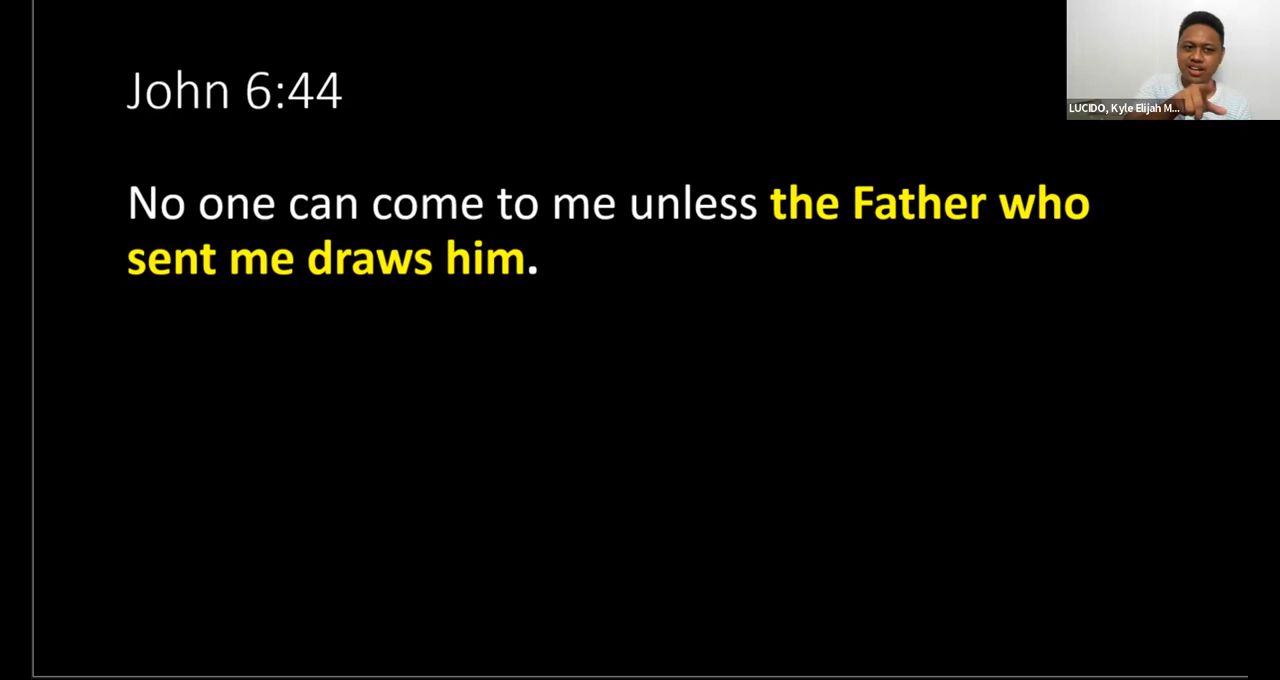 John 6:44
LUCIDO, Kyle Elijah M...
No one can come to me unless the Father who
sent me draws him.